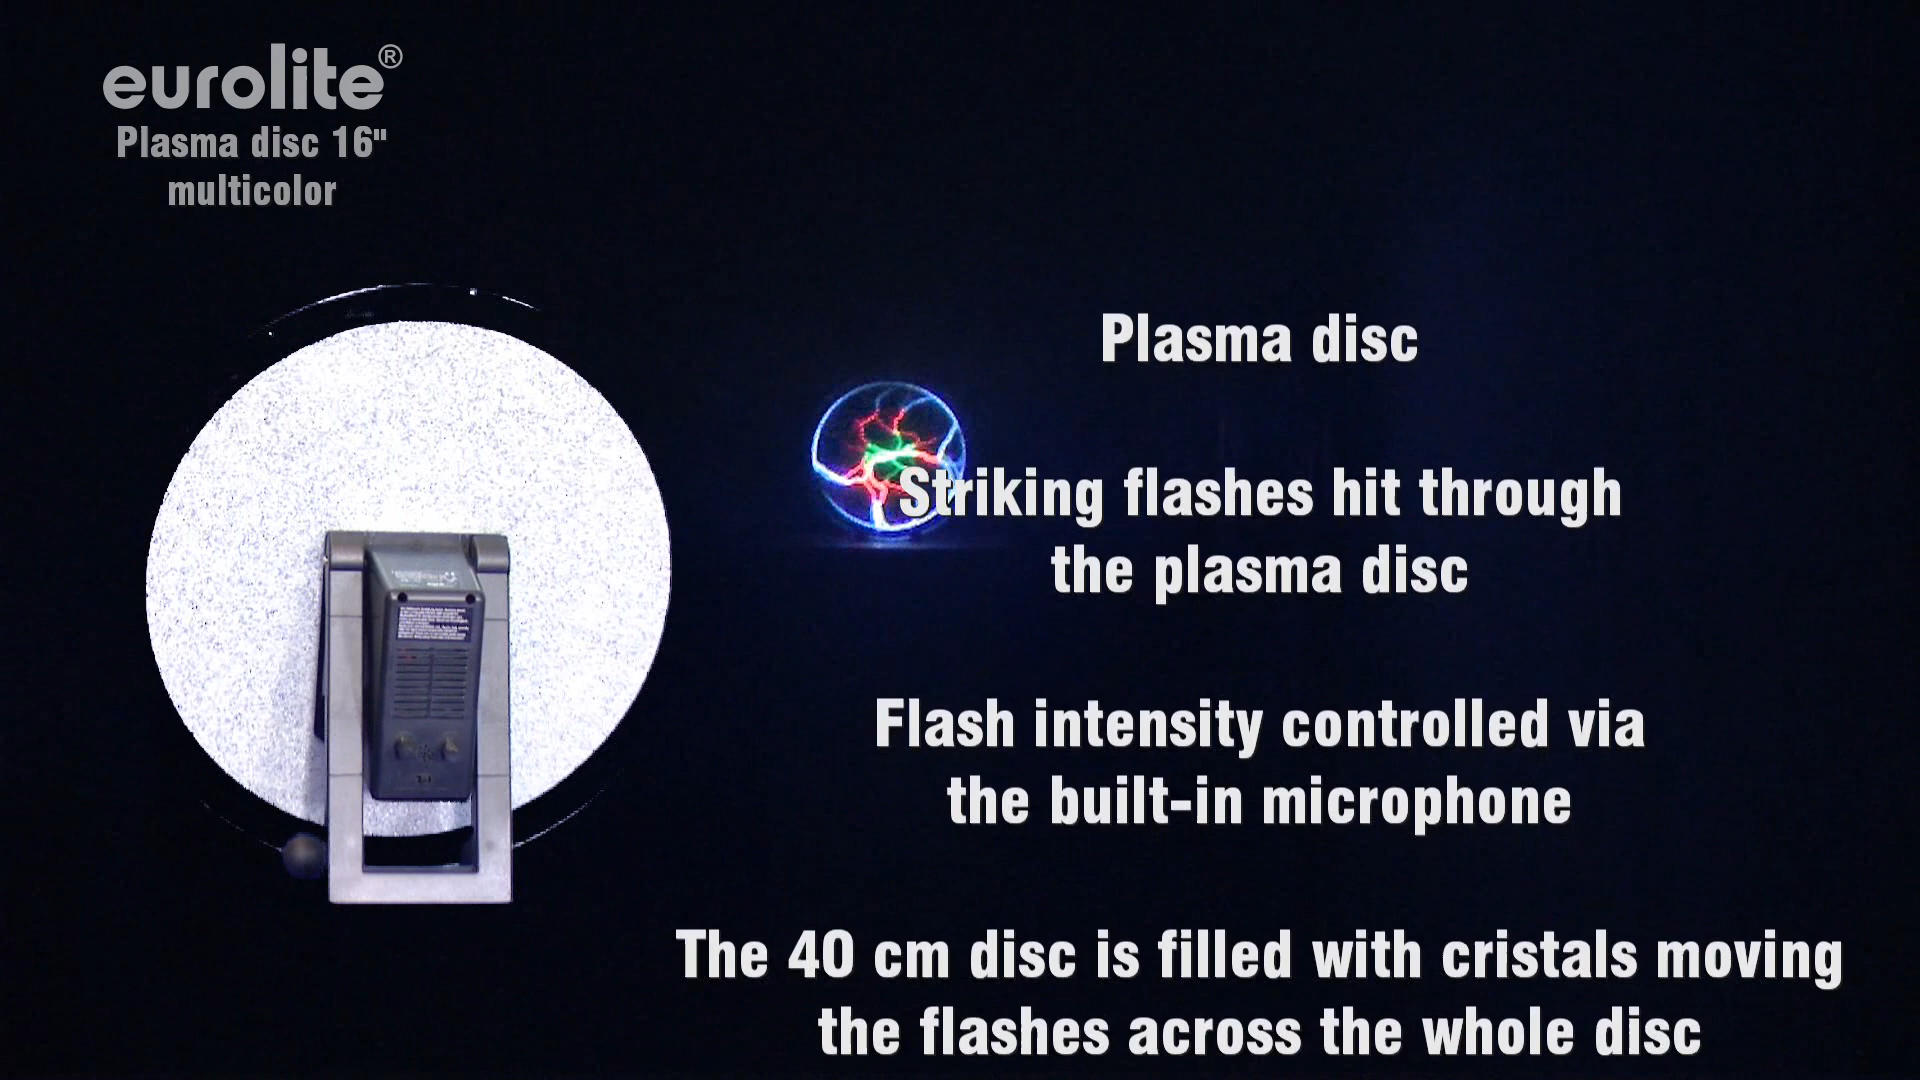 eurolite®
Plasma disc 16"
multicolor
Plasma disc
Striking flashes hit through
the plasma disc
Flash intensity controlled via
the built-in microphone
The 40 cm disc is filled with cristals moving
the flashes across the whole disc